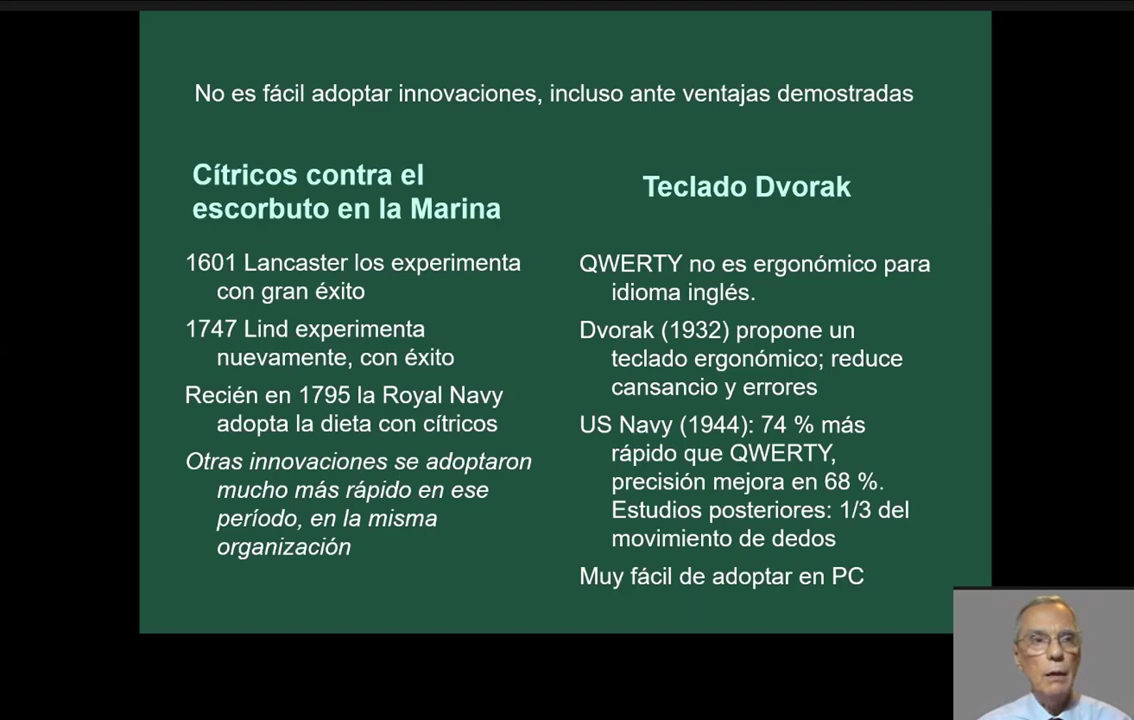 No es fácil adoptar innovaciones, incluso ante ventajas demostradas
Cítricos contra el
escorbuto en la Marina
1601 Lancaster los experimenta
con gran éxito
1747 Lind experimenta
nuevamente, con éxito
Recién en 1795 la Royal Navy
adopta la dieta con cítricos
Otras innovaciones se adoptaron
mucho más rápido en ese
período, en la misma
organización
Teclado Dvorak
QWERTY no es ergonómico para
idioma inglés.
Dvorak (1932) propone un
teclado ergonómico; reduce
cansancio y errores
US Navy (1944): 74 % más
rápido que QWERTY,
precisión mejora en 68 %.
Estudios posteriores: 1/3 del
movimiento de dedos
Muy fácil de adoptar en PC